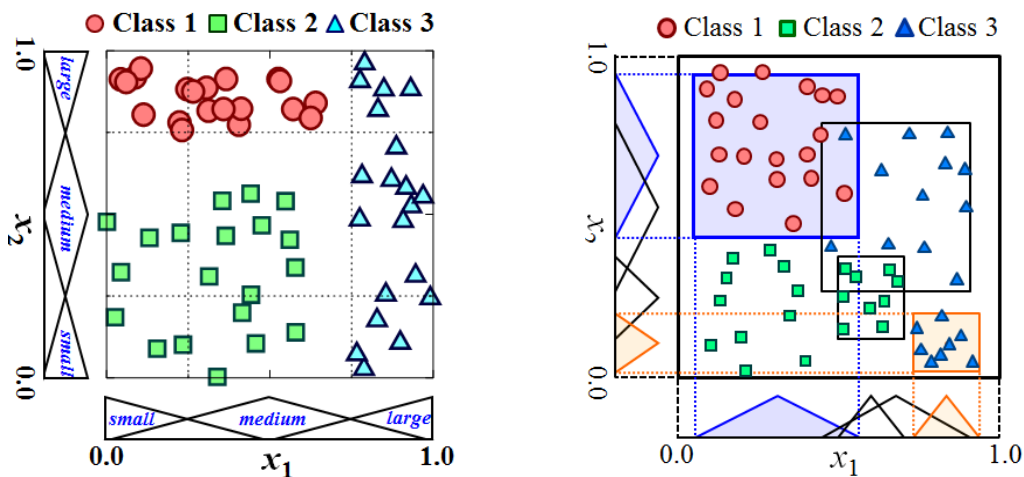 Class 1 Class 2 Class 3
1.0
large
medium
x2
small
0.0
small medium large
0.0 x1 1.0
Class 1 Class 2 Class 3
1.0
x2
0.0
0.0 x1 1.0